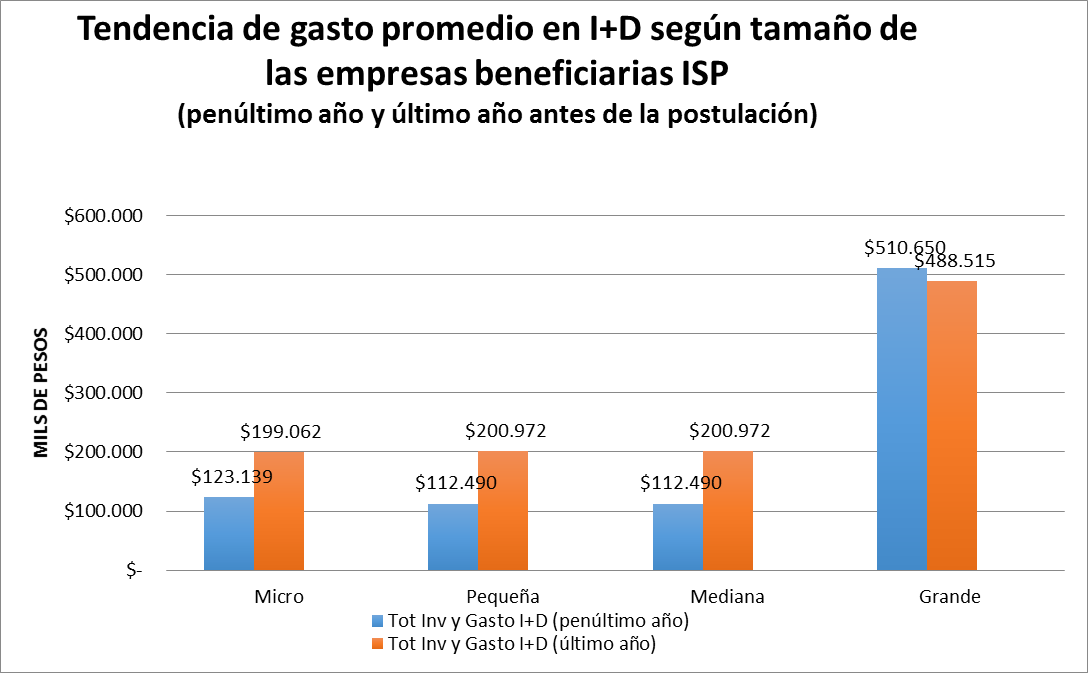 Tendencia de gasto promedio en I+D según tamaño de
las empresas beneficiarias ISP
(penúltimo año y último año antes de la postulación)
MILS DE PESOS
$600.000
$500.000
$400.000
$300.000
$200.000
$100.000
$-
$123.139
$199.062
$112.490
$200.972
$112.490
$200.972
$510.650
$488.515
Micro
Pequeña
Mediana
Grande
Tot Inv y Gasto I+D (penúltimo año)
Tot Inv y Gasto I+D (último año)